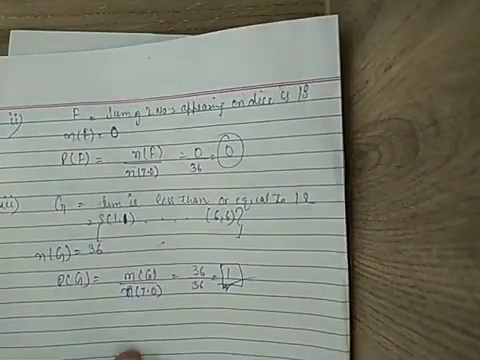 ii) F = Sum of 2 No.s appearing on dice is 13
n(F) = 0
P(F) = n(F)/n(T.O) = 0/36 = 0
iii) G = Sum is less than or equal to 12
= {(1,1) ..... (6,6)}
n(G) = 36
P(G) = n(G)/n(T.O) = 36/36 = 1